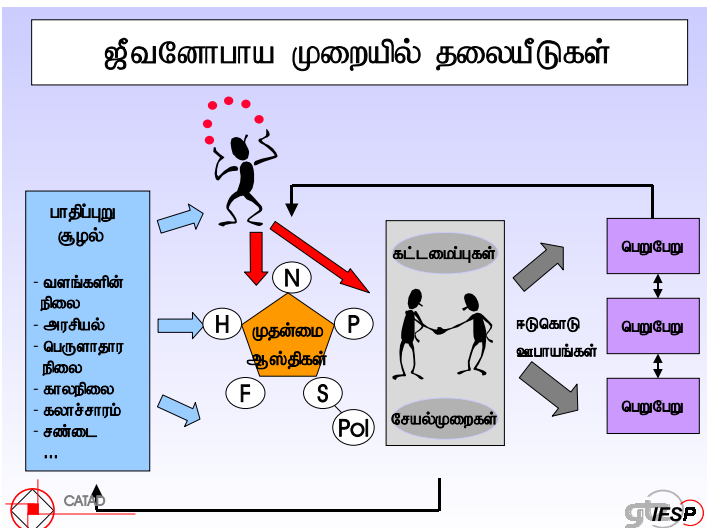 ஜீவனோபாய முறையில் தலையீடுகள்
பாதிப்புறு
சூழல்
- வளங்களின்
நிலை
- அரசியல்
- பெருளாதார
நிலை
- காலநிலை
- கலாச்சாரம்
- சண்டை
...
N
H
P
முதன்மை
ஆஸ்திகள்
F
S
Pol
கட்டமைப்புகள்
சேயல்முறைகள்
ஈடுகொடு
ஊபாயங்கள்
பெறுபேறு
பெறுபேறு
பெறுபேறு
CATAD
IFSP